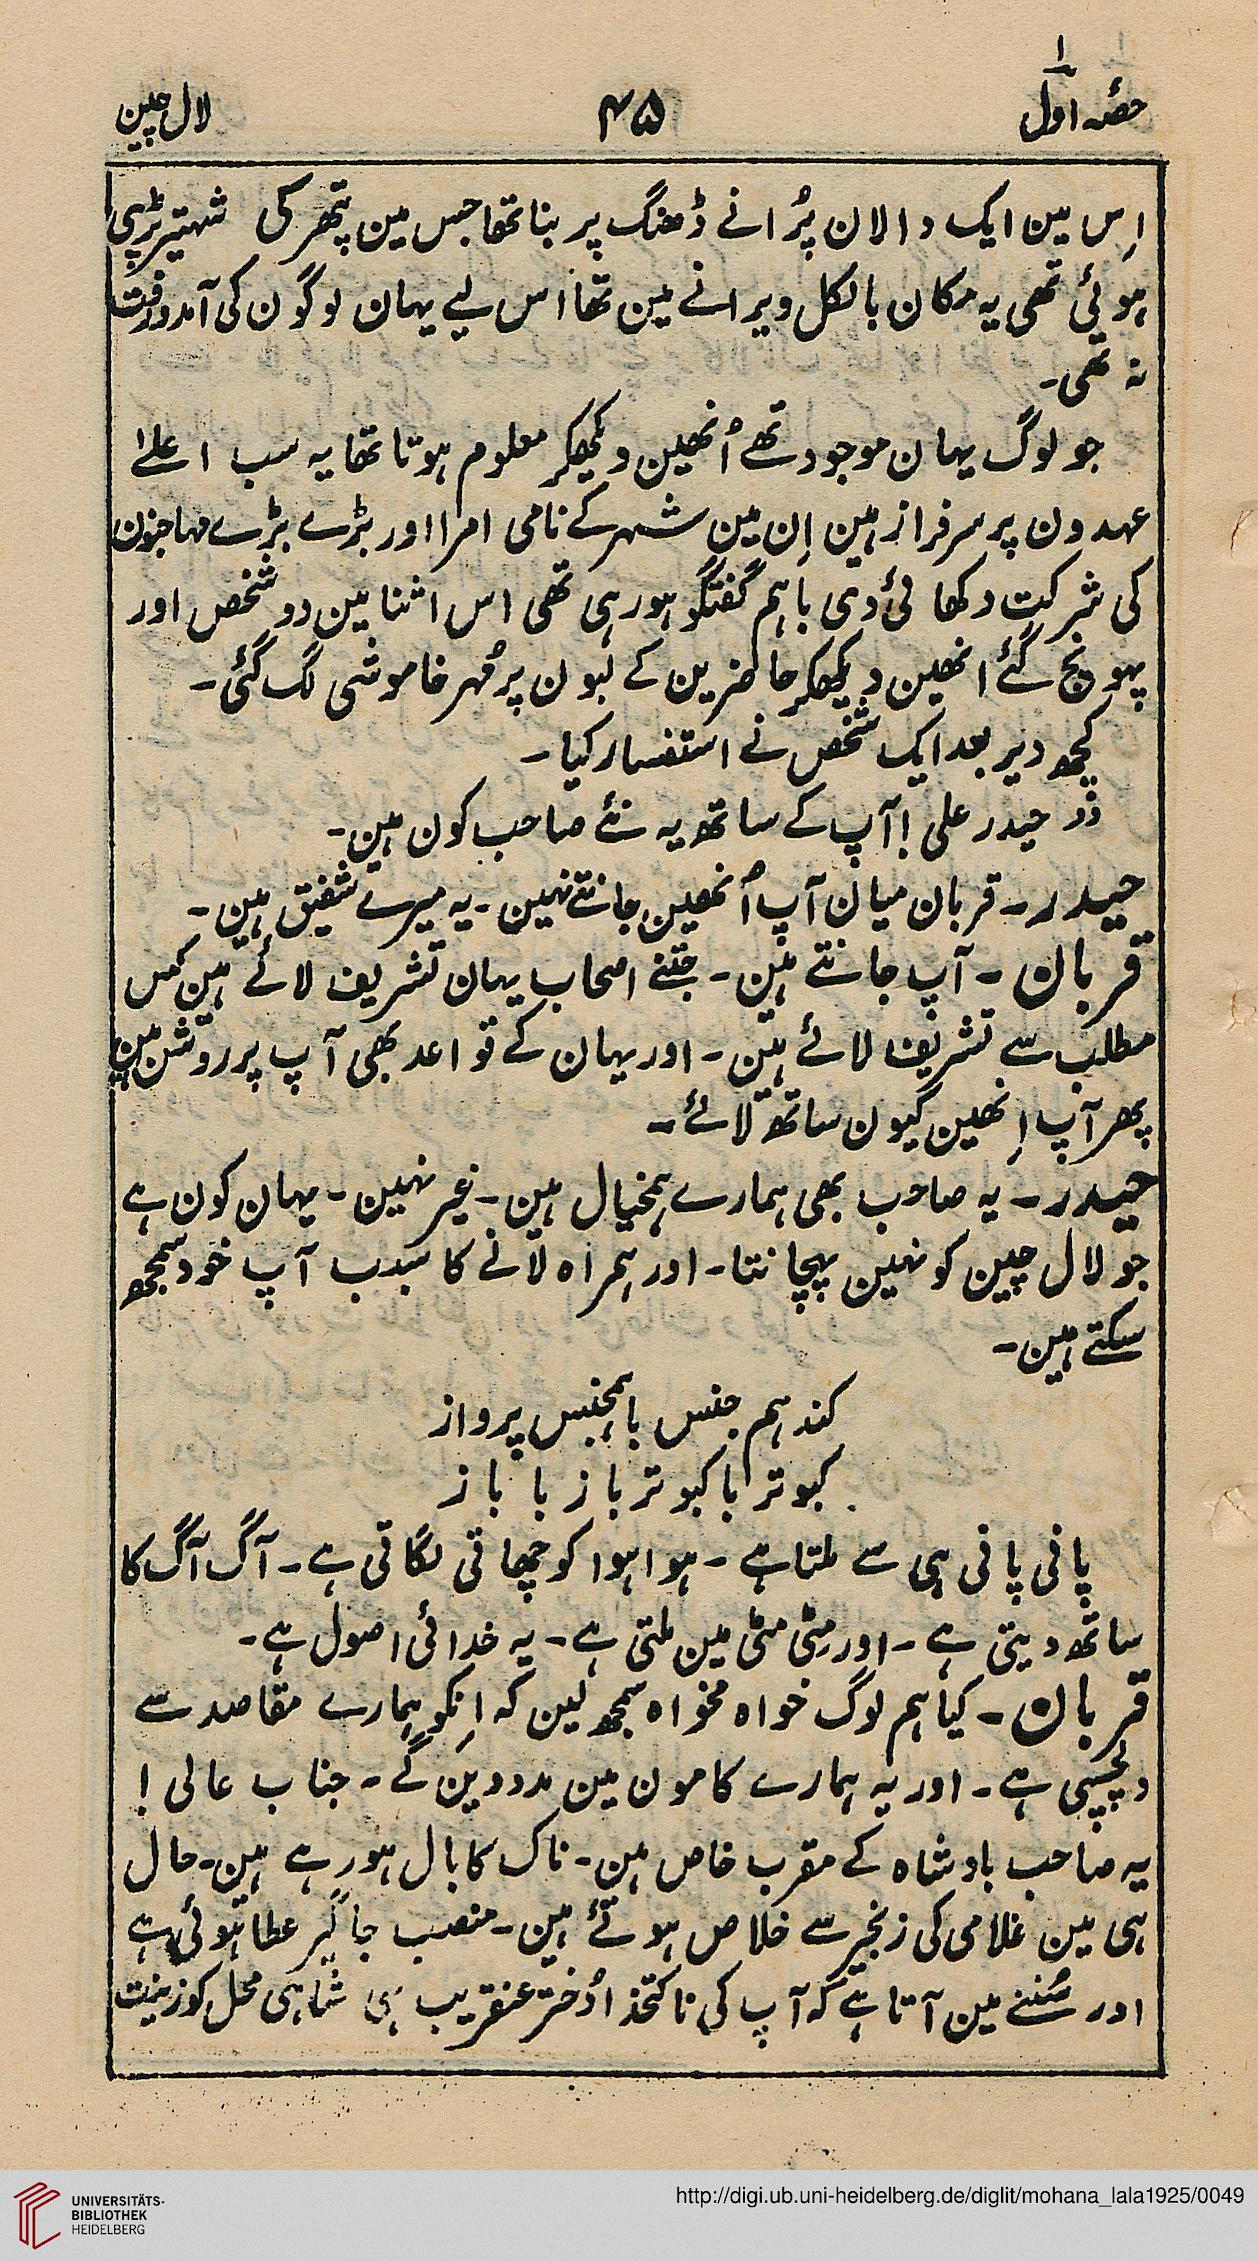 حصۂ اوّل ۴۵ لال چین
اِس مین ایک دالان پُرانے ڈھنگ پر بنا تھا جس مین پتھر کی شہتیر پڑی
ہوئی تھی یہ مکان بالکل ویرانے مین تھا اس لیے یہان لوگون کی آمد و رفت
نہ تھی۔
جو لوگ یہان موجود تھے اُنھین دیکھکر معلوم ہوتا تھا یہ سب اعلےٰ
عہدون پر سرفراز ہین اِن مین شہر کے نامی امرا اور بڑے بڑے مہاجنون
کی شرکت دکھائی دی باہم گفتگو ہو رہی تھی اس اثنا مین دو شخص اور
پہونچ گئے انھین دیکھکر حاضرین کے لبون پر مُہر خاموشی لگ گئی۔
کچھ دیر بعد ایک شخص نے استفسار کیا۔
حیدر علی! آپ کے ساتھ یہ نئے صاحب کون ہین۔
حیدر۔ قربان میان آپ اُنھین جانتے نہین۔ یہ میرے شفیق ہین۔
قربان۔ آپ جانتے ہین۔ جتنے اصحاب یہان تشریف لائے ہین کس
مطلب سے تشریف لائے ہین۔ اور یہان کے قواعد بھی آپ پر روشن ہین
پھر آپ اِنھین کیون ساتھ لائے۔
حیدر۔ یہ صاحب بھی ہمارے ہمخیال ہین۔ غیر نہین۔ یہان کون ہے
جو لال چین کو نہین پہچانتا۔ اور ہمراہ لانے کا سبب آپ خود سمجھ
سکتے ہین۔
کند ہم جنس با ہمجنس پرواز
کبوتر با کبوتر باز با باز
پانی پانی ہی سے ملتا ہے۔ ہوا ہوا کو چھاتی لگاتی ہے۔ آگ آگ کا
ساتھ دیتی ہے۔ اور مٹی مٹی مین ملتی ہے۔ یہ خدائی اصول ہے۔
قربان۔ کیا ہم لوگ خواہ مخواہ سمجھ لین کہ اِنکو ہمارے مقاصد سے
دلچسپی ہے۔ اور یہ ہمارے کامون مین مدد دین گے۔ جناب عالی!
یہ صاحب بادشاہ کے مقرب خاص ہین۔ ناک کا بال ہو رہے ہین۔ حال
ہی مین غلامی کی زنجیر سے خلاص ہوئے ہین۔ منصب جاگیر عطا ہوئی ہے
اور سُننے مین آتا ہے کہ آپ کی ناکتخدا دُختر عنقریب ہی شاہی محل کو زینت
UNIVERSITÄTS-
BIBLIOTHEK
HEIDELBERG
http://digi.ub.uni-heidelberg.de/diglit/mohana_lala1925/0049